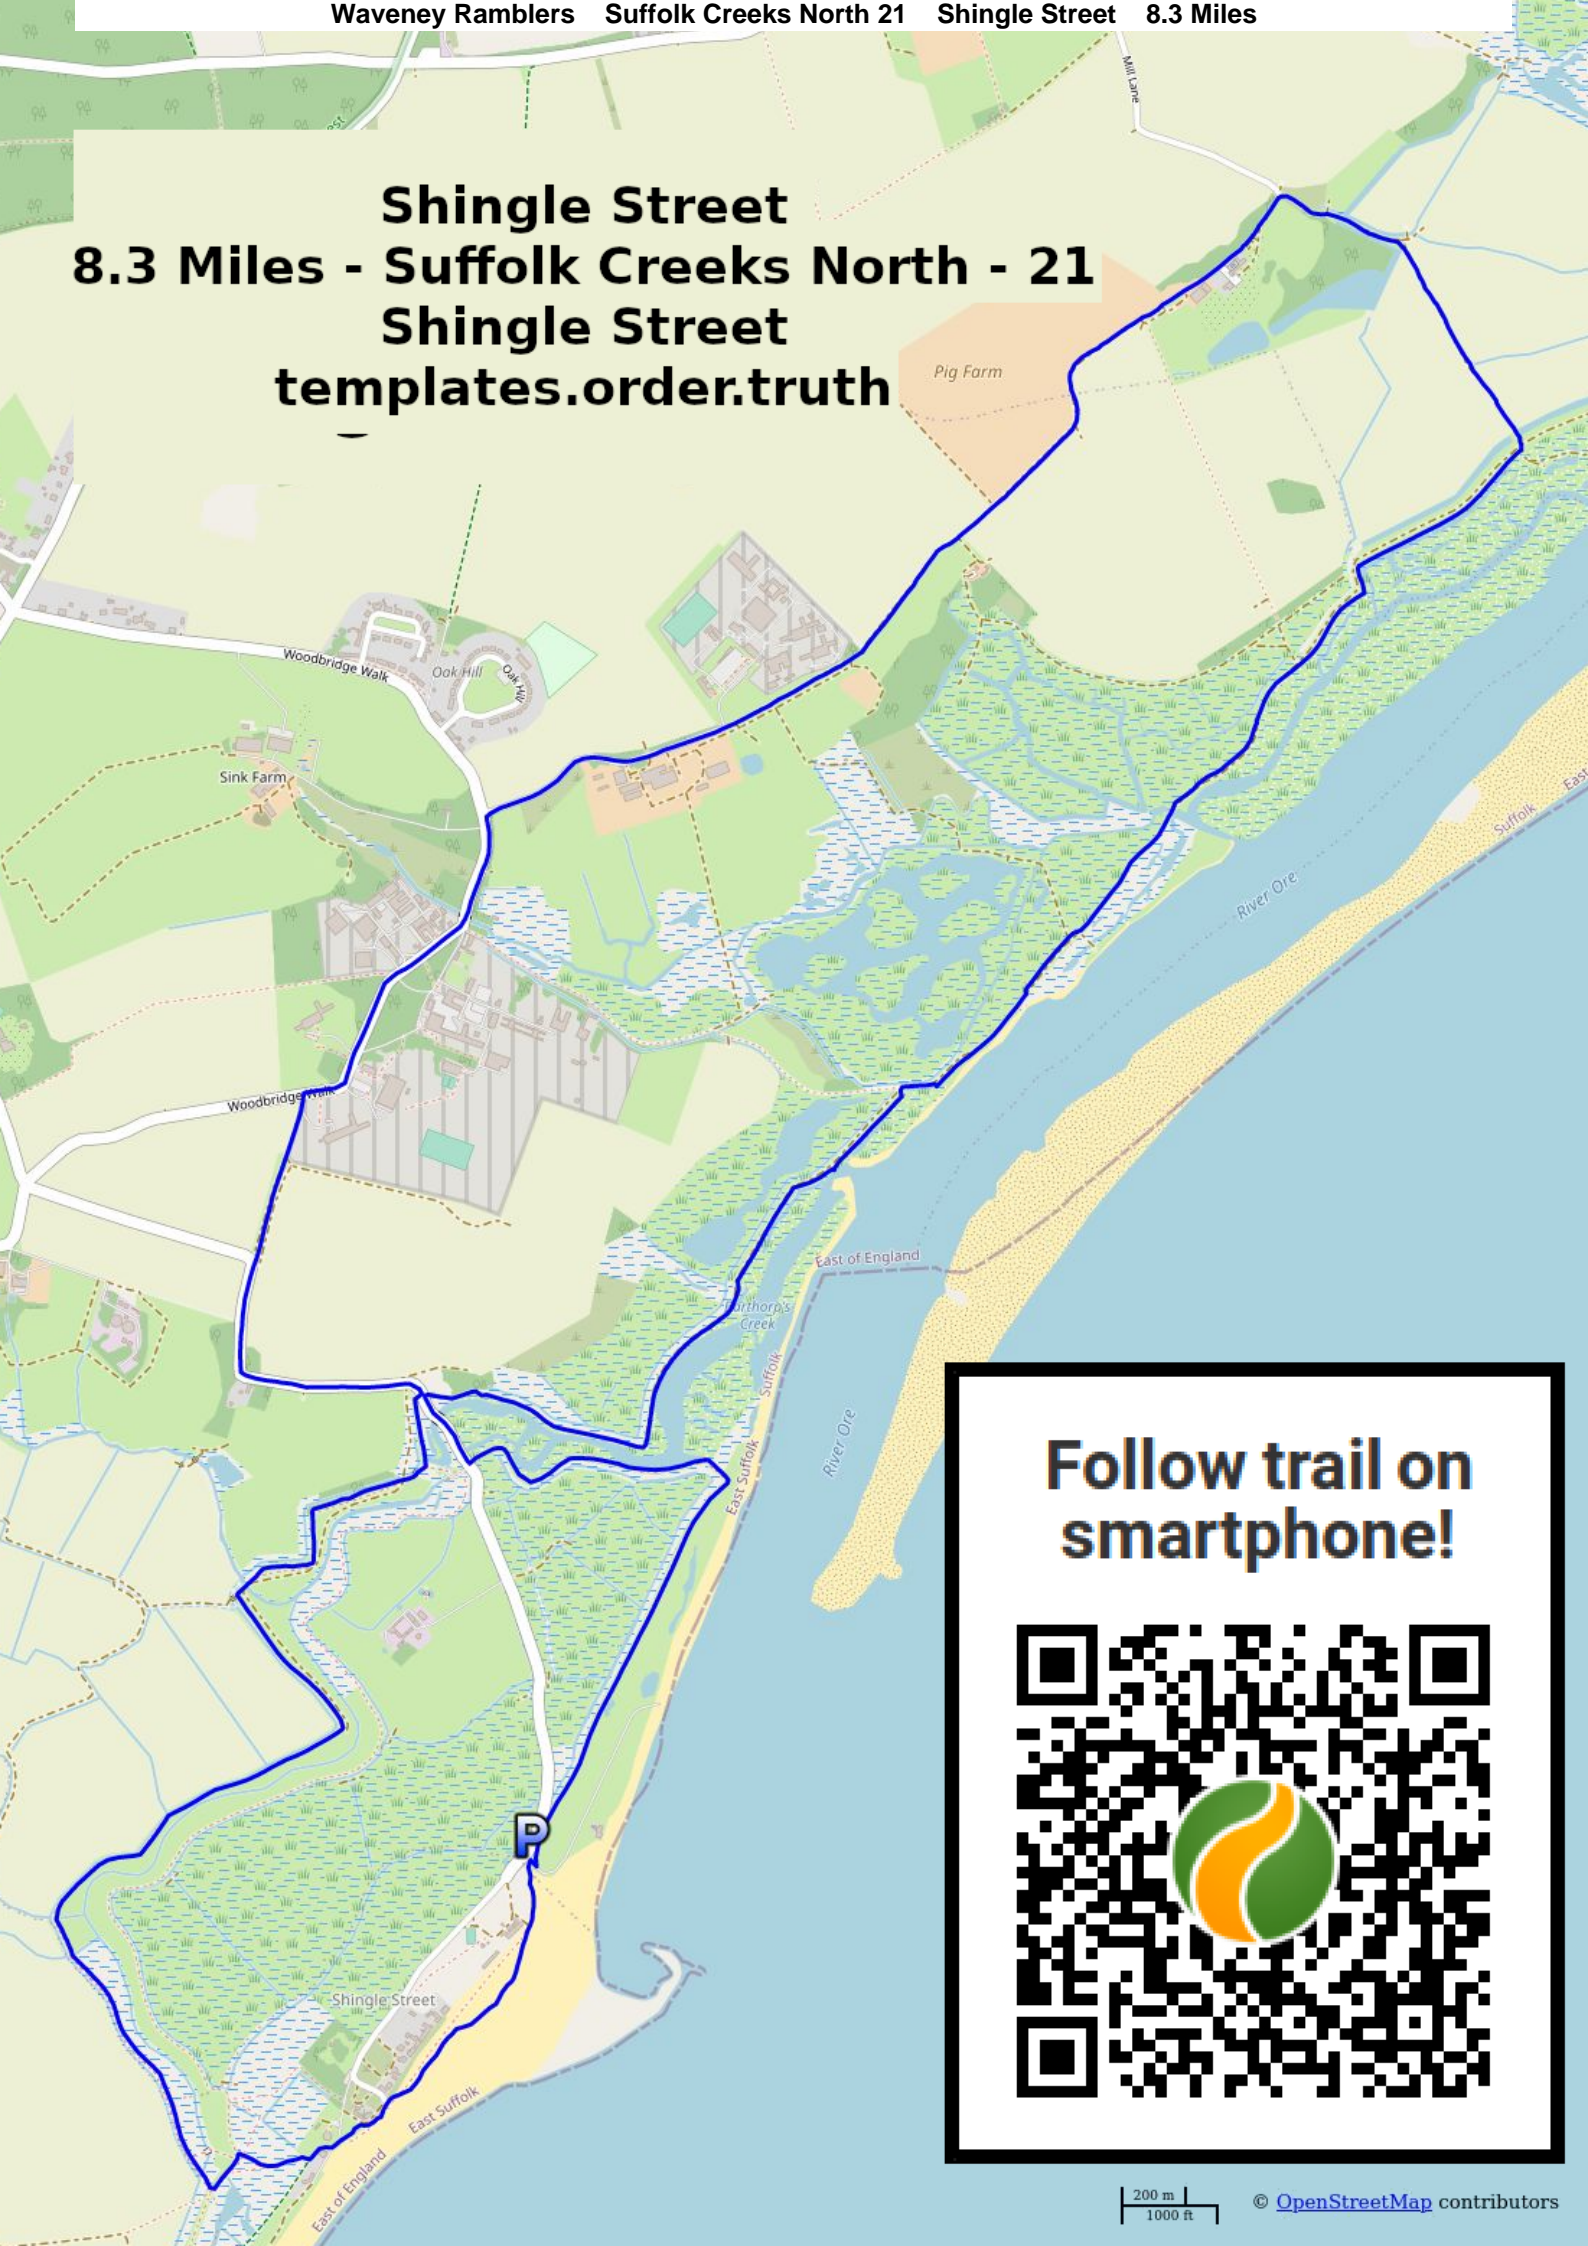 Waveney Ramblers    Suffolk Creeks North 21    Shingle Street    8.3 Miles
Mill Lane
Shingle Street
8.3 Miles - Suffolk Creeks North - 21
Shingle Street
templates.order.truth
Pig Farm
Woodbridge Walk
Oak Hill
Oak Hill
Sink Farm
East
Suffolk
River Ore
Woodbridge Walk
East of England
Creek
Suffolk
River Ore
East Suffolk
Follow trail on
smartphone!
P
Shingle Street
East Suffolk
East of England
200 m
1000 ft
© OpenStreetMap contributors